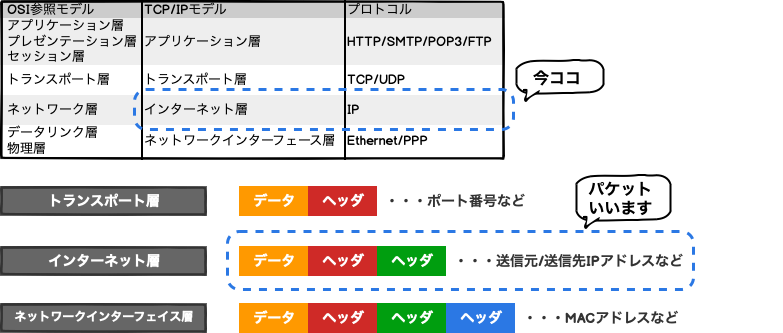 OSI参照モデル TCP/IPモデル プロトコル
アプリケーション層
プレゼンテーション層 アプリケーション層 HTTP/SMTP/POP3/FTP
セッション層
トランスポート層 トランスポート層 TCP/UDP
今ココ
ネットワーク層 インターネット層 IP
データリンク層
物理層 ネットワークインターフェース層 Ethernet/PPP
パケット
いいます
トランスポート層 データ ヘッダ ・・・ポート番号など
インターネット層 データ ヘッダ ヘッダ ・・・送信元/送信先IPアドレスなど
ネットワークインターフェイス層 データ ヘッダ ヘッダ ヘッダ ・・・MACアドレスなど